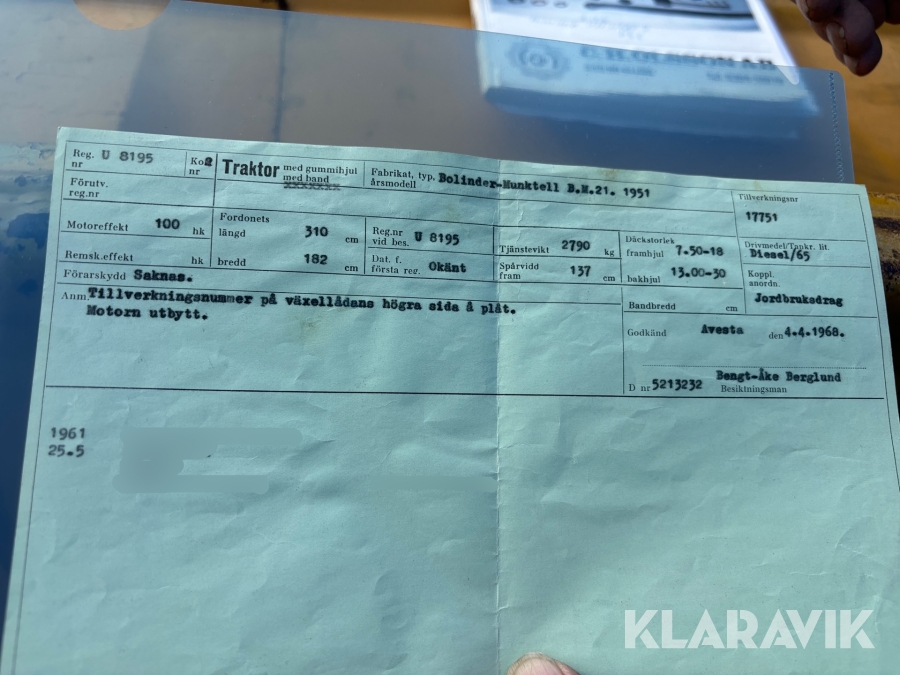 Reg. nr U 8195
Ko2 nr
Traktor med gummihjul
med band xxxxxxx
Fabrikat, typ, årsmodell Bolinder-Munktell B.M.21. 1951
Tillverkningsnr
17751
Förutv. reg.nr
Motoreffekt 100 hk
Fordonets
längd 310 cm
Reg.nr vid bes. U 8195
Tjänstevikt 2790 kg
Däckstorlek
framhjul 7.50-18
Drivmedel/Tankr. lit.
Diesel/65
Remsk.effekt hk
bredd 182 cm
Dat. f. första reg. Okänt
Spårvidd fram 137 cm
bakhjul 13.00-30
Koppl. anordn.
Jordbruksdrag
Förarskydd Saknas.
Bandbredd cm
Anm. Tillverkningsnummer på växellådans högra sida å plåt.
Motorn utbytt.
Godkänd Avesta den 4.4.1968.
Bengt-Åke Berglund
D nr 5213232 Besiktningsman
1961
25.5
KLARAVIK